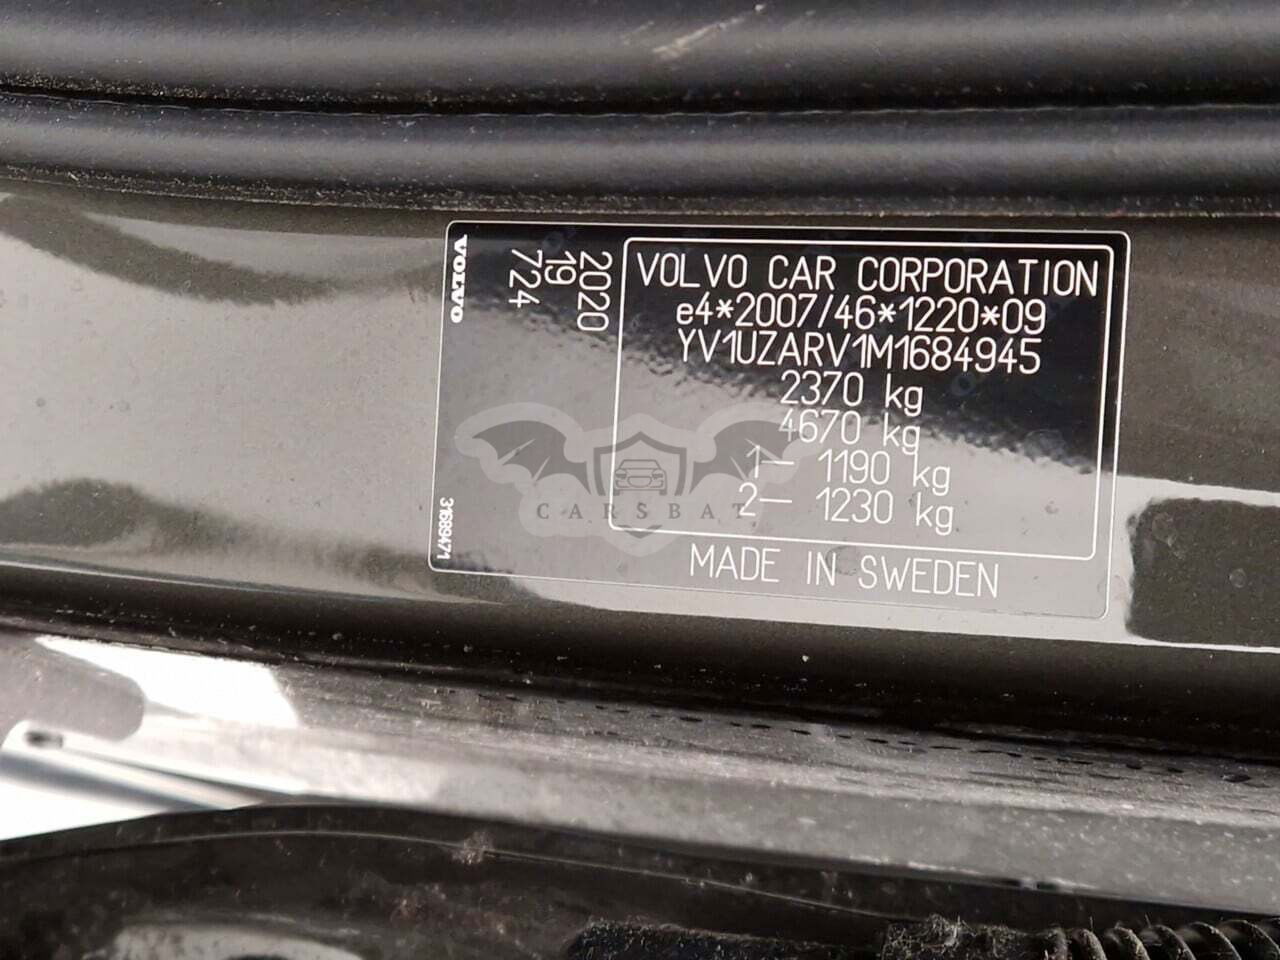 VOLVO
2020
19
724
31689471
VOLVO CAR CORPORATION
e4*2007/46*1220*09
YV1UZARV1M1684945
2370 kg
4670 kg
1— 1190 kg
2— 1230 kg
MADE IN SWEDEN
CARSBAT